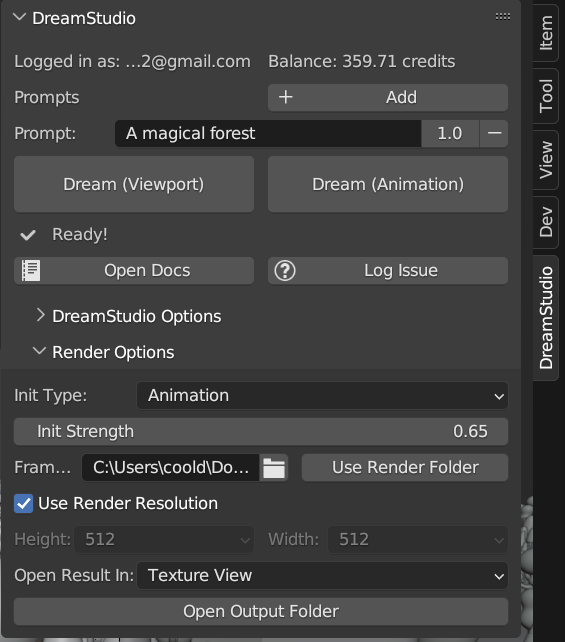 DreamStudio
Logged in as: ...2@gmail.com Balance: 359.71 credits
Prompts Add
Prompt: A magical forest 1.0
Dream (Viewport) Dream (Animation)
Ready!
Open Docs Log Issue
DreamStudio Options
Render Options
Init Type: Animation
Init Strength 0.65
Fram... C:\Users\coold\Do... Use Render Folder
Use Render Resolution
Height: 512 Width: 512
Open Result In: Texture View
Open Output Folder
Item
Tool
View
Dev
DreamStudio